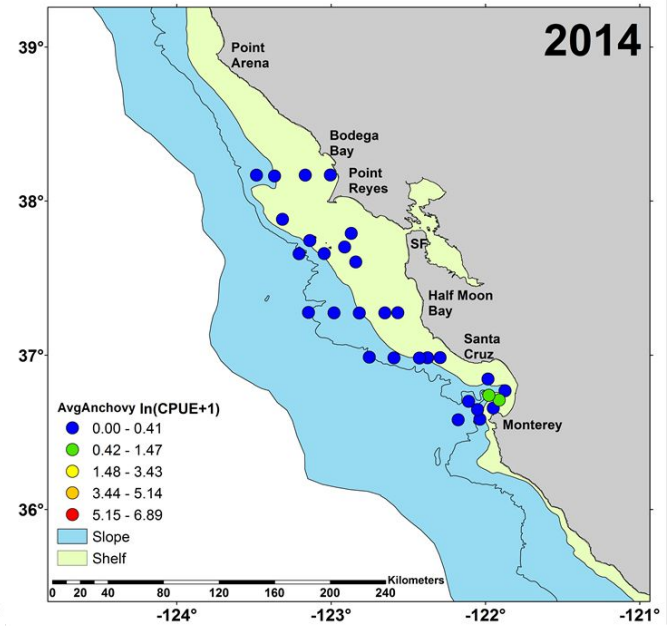 2014
39°
Point
Arena
Bodega
Bay
Point
Reyes
38°
SF
Half Moon
Bay
Santa
Cruz
37°
AvgAnchovy ln(CPUE+1)
0.00 - 0.41
0.42 - 1.47
1.48 - 3.43
3.44 - 5.14
5.15 - 6.89
Slope
Shelf
Monterey
36°
Kilometers
0 20 40 80 120 160 200 240
-124° -123° -122° -121°